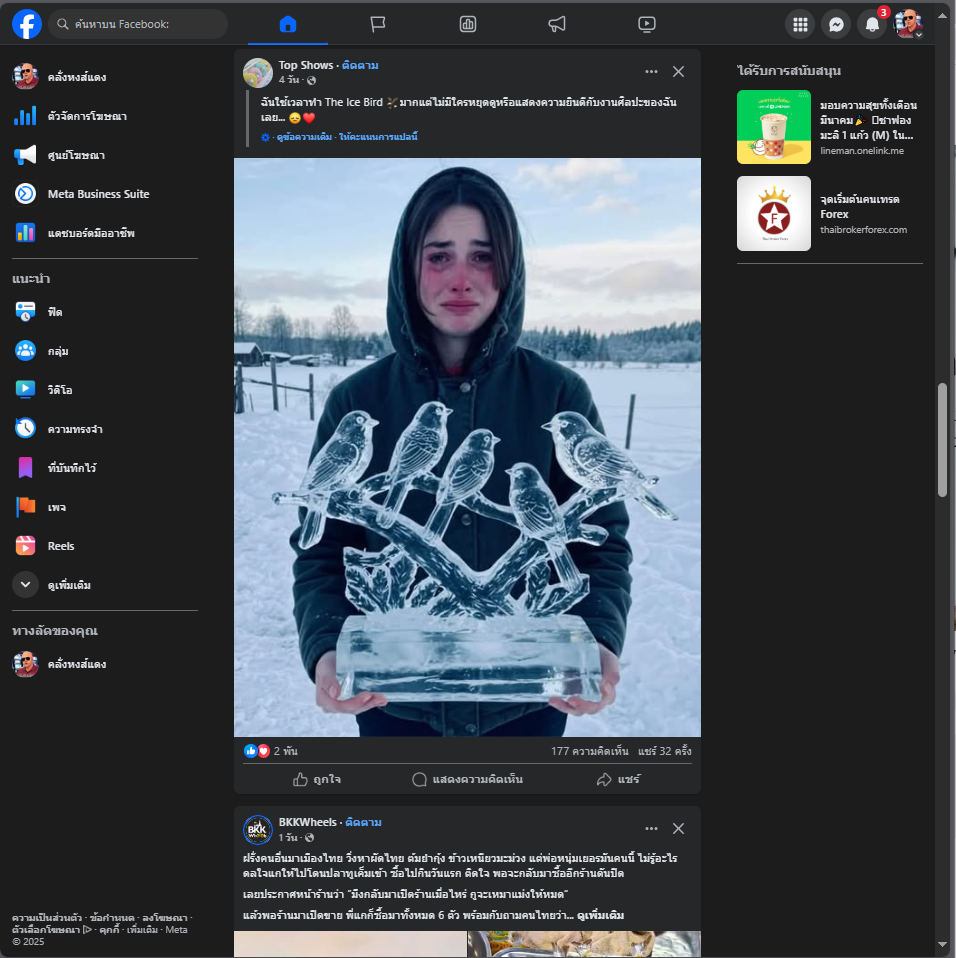 ค้นหาบน Facebook:
3
คลั่งหงส์แดง
ตัวจัดการโฆษณา
ศูนย์โฆษณา
Meta Business Suite
แดชบอร์ดมืออาชีพ
แนะนำ
ฟีด
กลุ่ม
วิดีโอ
ความทรงจำ
ที่บันทึกไว้
เพจ
Reels
ดูเพิ่มเติม
ทางลัดของคุณ
คลั่งหงส์แดง
ความเป็นส่วนตัว · ข้อกำหนด · ลงโฆษณา ·
ตัวเลือกโฆษณา · คุกกี้ · เพิ่มเติม · Meta
© 2025
Top Shows · ติดตาม
4 วัน ·
ฉันใช้เวลาทำ The Ice Bird มากแต่ไม่มีใครหยุดดูหรือแสดงความยินดีกับงานศิลปะของฉัน
เลย... 😞❤️
· ดูข้อความเดิม · ให้คะแนนการแปลนี้
2 พัน
177 ความคิดเห็น แชร์ 32 ครั้ง
ถูกใจ
แสดงความคิดเห็น
แชร์
BKK
BKKWheels · ติดตาม
1 วัน ·
ฝรั่งคนอื่นมาเมืองไทย วิ่งหาผัดไทย ต้มยำกุ้ง ข้าวเหนียวมะม่วง แต่พ่อหนุ่มเยอรมันคนนี้ ไม่รู้อะไร
ดลใจแกให้ไปโดนปลาทูเค็มเข้า ซื้อไปกินวันแรก ติดใจ พอจะกลับมาซื้ออีกร้านดันปิด
เลยประกาศหน้าร้านว่า "มึงกลับมาเปิดร้านเมื่อไหร่ กูจะเหมาแม่งให้หมด"
แล้วพอร้านมาเปิดขาย พี่แกก็ซื้อมาทั้งหมด 6 ตัว พร้อมกับถามคนไทยว่า... ดูเพิ่มเติม
ได้รับการสนับสนุน
มอบความสุขทั้งเดือน
มีนาคม🎉 ชาฟอง
มะลิ 1 แก้ว (M) ใน...
lineman.onelink.me
จุดเริ่มต้นคนเทรด
Forex
thaibrokerforex.com
F